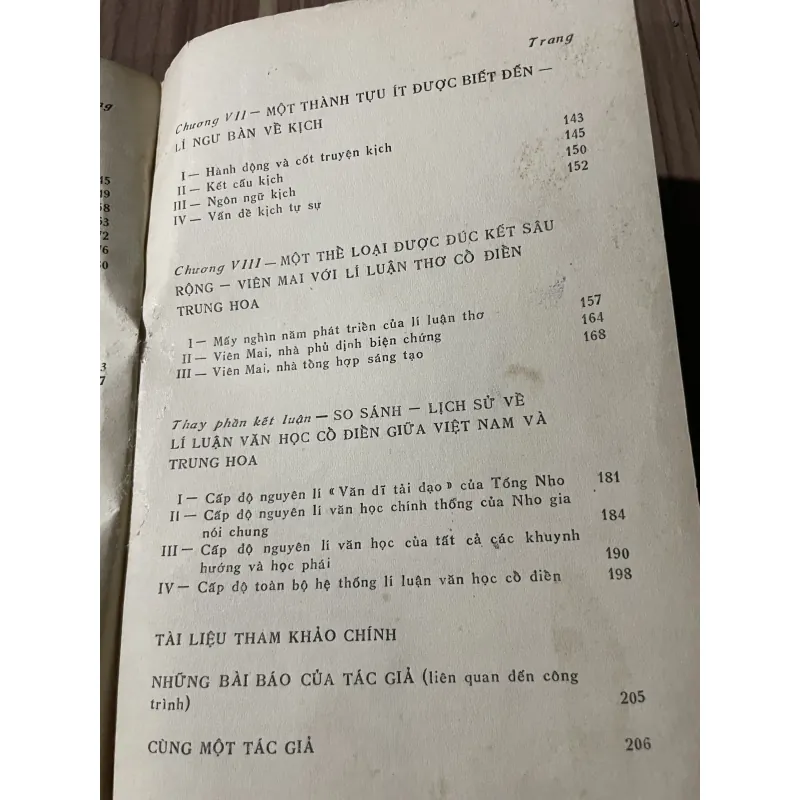 Trang
Chương VII — MỘT THÀNH TỰU ÍT ĐƯỢC BIẾT ĐẾN —
LÍ NGƯ BÀN VỀ KỊCH
I — Hành động và cốt truyện kịch 143
II — Kết cấu kịch 145
III — Ngôn ngữ kịch 150
IV — Vấn đề kịch tự sự 152
Chương VIII — MỘT THỂ LOẠI ĐƯỢC ĐÚC KẾT SÂU
RỘNG — VIÊN MAI VỚI LÍ LUẬN THƠ CỔ ĐIỂN
TRUNG HOA
I — Mấy nghìn năm phát triển của lí luận thơ 157
II — Viên Mai, nhà phủ định biện chứng 164
III — Viên Mai, nhà tổng hợp sáng tạo 168
Thay phần kết luận — SO SÁNH — LỊCH SỬ VỀ
LÍ LUẬN VĂN HỌC CỔ ĐIỂN GIỮA VIỆT NAM VÀ
TRUNG HOA
I — Cấp độ nguyên lí « Văn dĩ tải đạo » của Tống Nho 181
II — Cấp độ nguyên lí văn học chính thống của Nho gia
nói chung 184
III — Cấp độ nguyên lí văn học của tất cả các khuynh
hướng và học phái 190
IV — Cấp độ toàn bộ hệ thống lí luận văn học cổ điển 198
TÀI LIỆU THAM KHẢO CHÍNH
NHỮNG BÀI BÁO CỦA TÁC GIẢ (liên quan đến công
trình) 205
CÙNG MỘT TÁC GIẢ 206